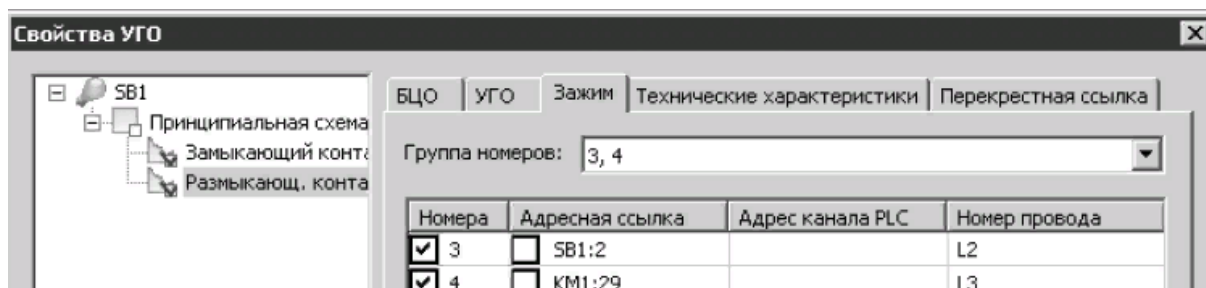 Свойства УГО
SB1
Принципиальная схема
Замыкающий конта
Размыкающ. конта
БЦО УГО Зажим Технические характеристики Перекрестная ссылка
Группа номеров: 3, 4
Номера Адресная ссылка Адрес канала PLC Номер провода
3 SB1:2 L2
4 KM1:29 L3